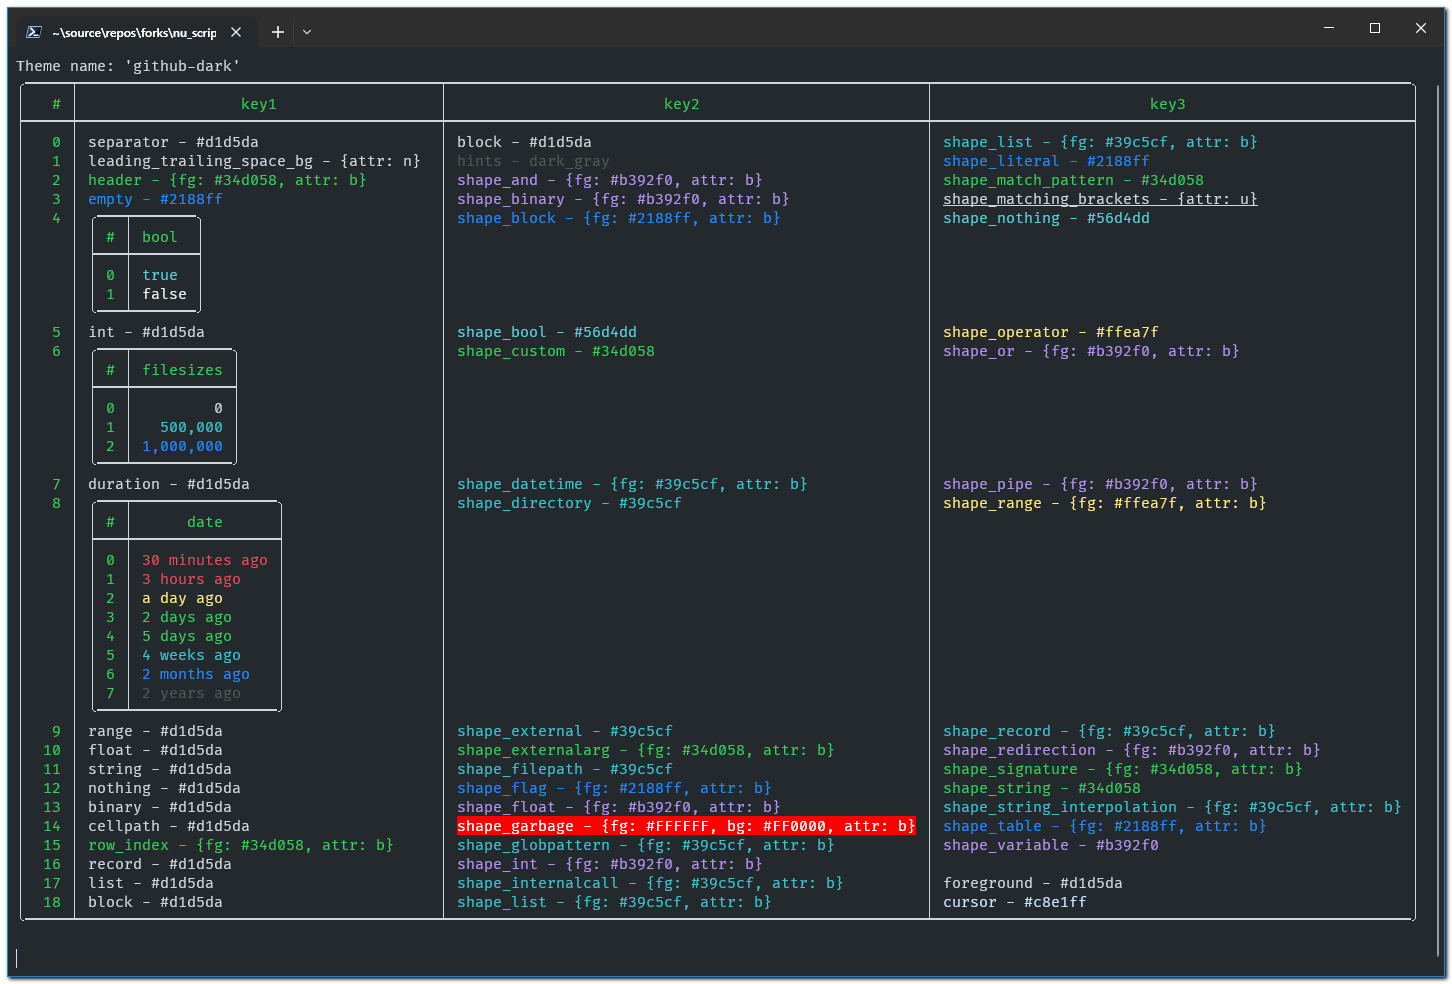 ~\source\repos\forks\nu_scrip
Theme name: 'github-dark'
# key1 key2 key3
0 separator - #d1d5da block - #d1d5da shape_list - {fg: #39c5cf, attr: b}
1 leading_trailing_space_bg - {attr: n} hints - dark_gray shape_literal - #2188ff
2 header - {fg: #34d058, attr: b} shape_and - {fg: #b392f0, attr: b} shape_match_pattern - #34d058
3 empty - #2188ff shape_binary - {fg: #b392f0, attr: b} shape_matching_brackets - {attr: u}
4 shape_block - {fg: #2188ff, attr: b} shape_nothing - #56d4dd
# bool
0 true
1 false
5 int - #d1d5da shape_bool - #56d4dd shape_operator - #ffea7f
6 shape_custom - #34d058 shape_or - {fg: #b392f0, attr: b}
# filesizes
0 0
1 500,000
2 1,000,000
7 duration - #d1d5da shape_datetime - {fg: #39c5cf, attr: b} shape_pipe - {fg: #b392f0, attr: b}
8 shape_directory - #39c5cf shape_range - {fg: #ffea7f, attr: b}
# date
0 30 minutes ago
1 3 hours ago
2 a day ago
3 2 days ago
4 5 days ago
5 4 weeks ago
6 2 months ago
7 2 years ago
9 range - #d1d5da shape_external - #39c5cf shape_record - {fg: #39c5cf, attr: b}
10 float - #d1d5da shape_externalarg - {fg: #34d058, attr: b} shape_redirection - {fg: #b392f0, attr: b}
11 string - #d1d5da shape_filepath - #39c5cf shape_signature - {fg: #34d058, attr: b}
12 nothing - #d1d5da shape_flag - {fg: #2188ff, attr: b} shape_string - #34d058
13 binary - #d1d5da shape_float - {fg: #b392f0, attr: b} shape_string_interpolation - {fg: #39c5cf, attr: b}
14 cellpath - #d1d5da shape_garbage - {fg: #FFFFFF, bg: #FF0000, attr: b} shape_table - {fg: #2188ff, attr: b}
15 row_index - {fg: #34d058, attr: b} shape_globpattern - {fg: #39c5cf, attr: b} shape_variable - #b392f0
16 record - #d1d5da shape_int - {fg: #b392f0, attr: b}
17 list - #d1d5da shape_internalcall - {fg: #39c5cf, attr: b} foreground - #d1d5da
18 block - #d1d5da shape_list - {fg: #39c5cf, attr: b} cursor - #c8e1ff